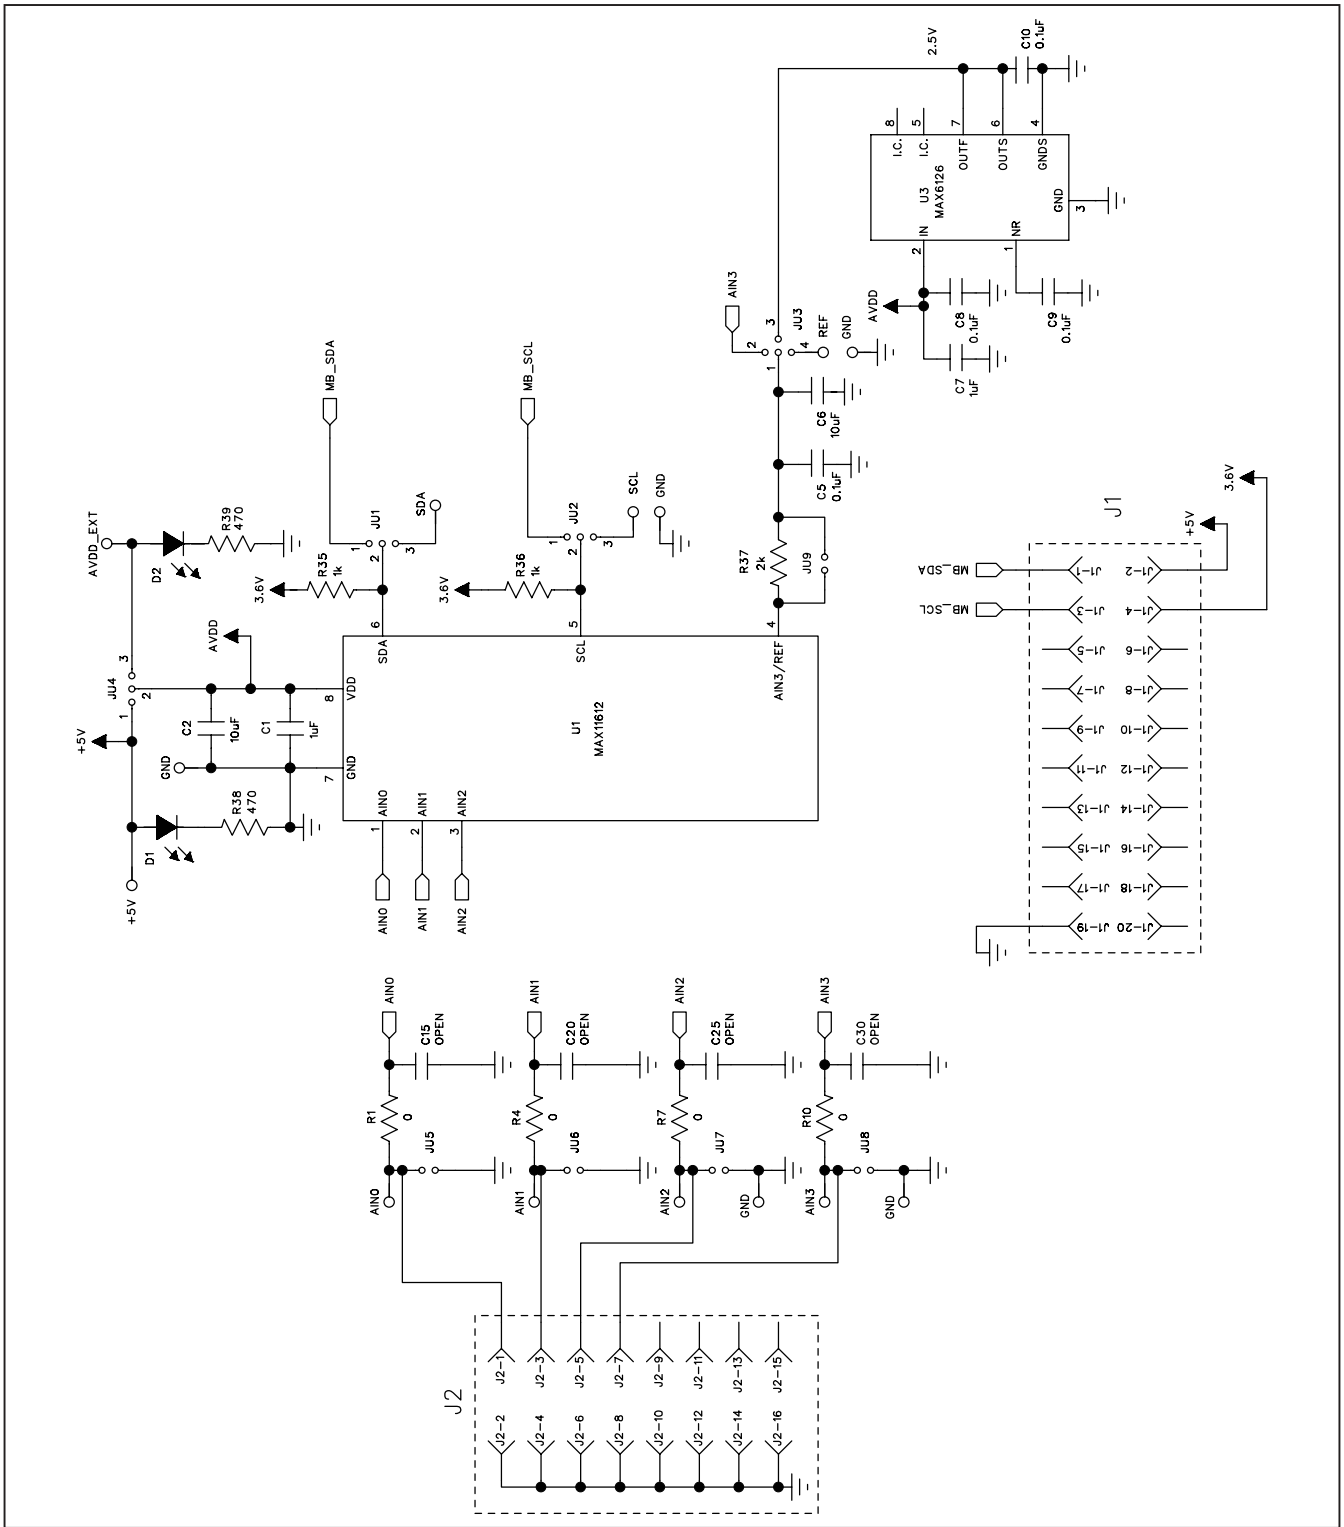 AVDD_EXT
D2
R39
470
+5V
JU4
1
2
3
AVDD
GND
C2
10uF
C1
1uF
+5V
D1
R38
470
3.6V
R35
1k
MB_SDA
JU1
1
2
3
SDA
3.6V
R36
1k
MB_SCL
JU2
1
2
3
SCL
GND
U1
MAX11612
7
GND
8
VDD
6
SDA
5
SCL
4
AIN3/REF
1
AIN0
2
AIN1
3
AIN2
AIN0
AIN1
AIN2
R37
2k
JU9
C5
0.1uF
C6
10uF
AIN3
JU3
1
2
3
4
REF
GND
2.5V
C10
0.1uF
U3
MAX6126
8
I.C.
5
I.C.
7
OUTF
6
OUTS
4
GNDS
3
GND
2
IN
1
NR
AVDD
C8
0.1uF
C9
0.1uF
C7
1uF
J1
+5V
3.6V
MB_SDA
MB_SCL
J1-1
J1-2
J1-3
J1-4
J1-5
J1-6
J1-7
J1-8
J1-9
J1-10
J1-11
J1-12
J1-13
J1-14
J1-15
J1-16
J1-17
J1-18
J1-19
J1-20
AIN0
C15
OPEN
R1
0
JU5
AIN0
AIN1
C20
OPEN
R4
0
JU6
AIN1
AIN2
C25
OPEN
R7
0
JU7
AIN2
GND
AIN3
C30
OPEN
R10
0
JU8
AIN3
GND
J2
J2-1
J2-2
J2-3
J2-4
J2-5
J2-6
J2-7
J2-8
J2-9
J2-10
J2-11
J2-12
J2-13
J2-14
J2-15
J2-16